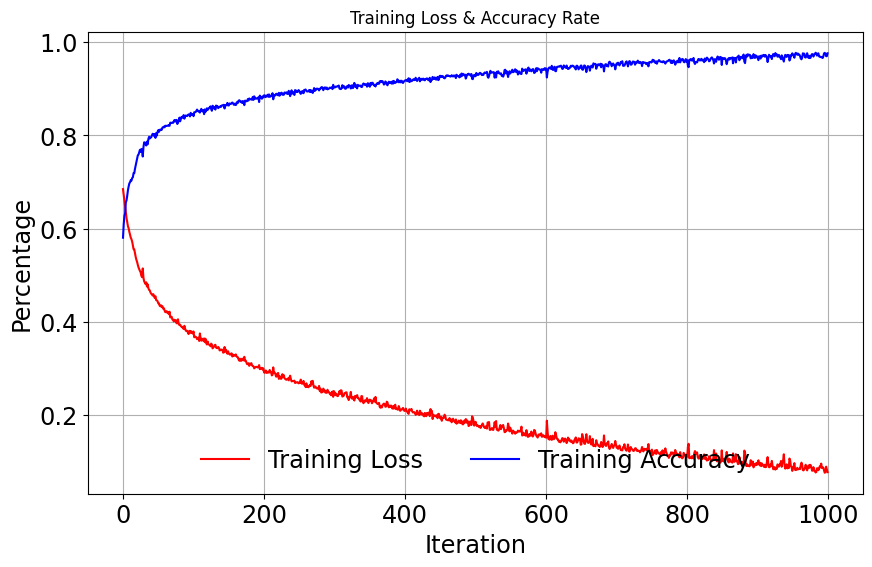 Training Loss & Accuracy Rate
1.0
0.8
0.6
0.4
0.2
Percentage
Training Loss Training Accuracy
0 200 400 600 800 1000
Iteration